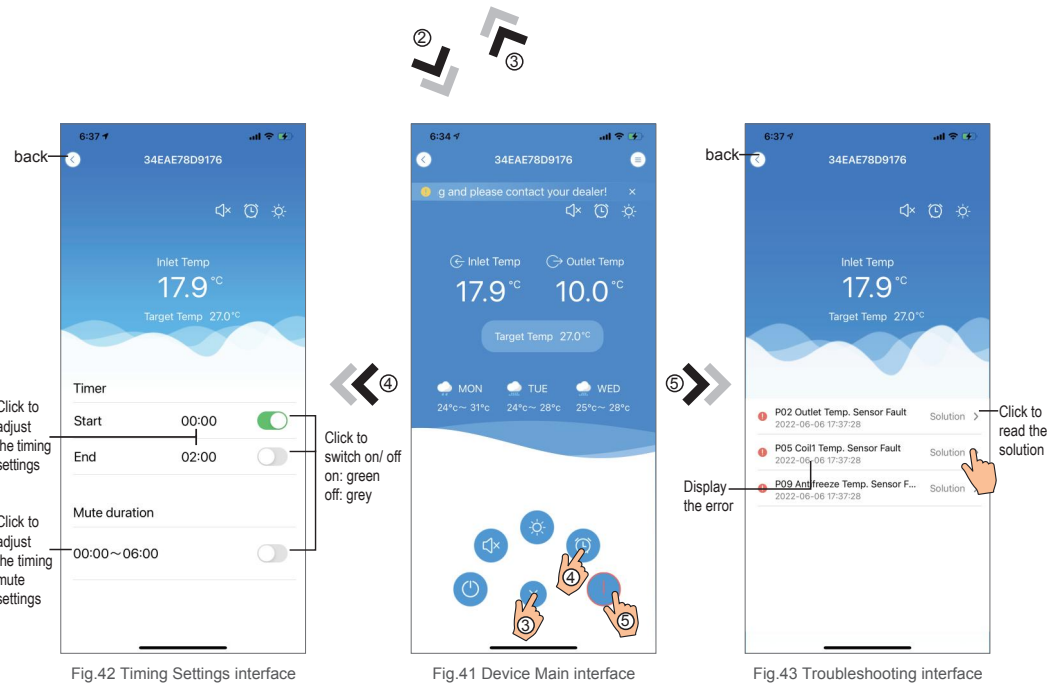 ②
③
6:37
34EAE78D9176
back
Inlet Temp
17.9°C
Target Temp 27.0°C
Timer
Start 00:00
End 02:00
Click to
adjust
the timing
settings
Click to
switch on/ off
on: green
off: grey
Mute duration
00:00～06:00
Click to
adjust
the timing
mute
settings
Fig.42 Timing Settings interface
④
6:34
34EAE78D9176
g and please contact your dealer! ×
Inlet Temp Outlet Temp
17.9°C 10.0°C
Target Temp 27.0°C
MON TUE WED
24°c～ 31°c 24°c～ 28°c 25°c～ 28°c
④
③
⑤
Fig.41 Device Main interface
⑤
6:37
34EAE78D9176
back
Inlet Temp
17.9°C
Target Temp 27.0°C
P02 Outlet Temp. Sensor Fault Solution >
2022-06-06 17:37:28
P05 Coil1 Temp. Sensor Fault Solution
2022-06-06 17:37:28
P09 Antifreeze Temp. Sensor F... Solution
2022-06-06 17:37:28
Click to
read the
solution
Display
the error
Fig.43 Troubleshooting interface